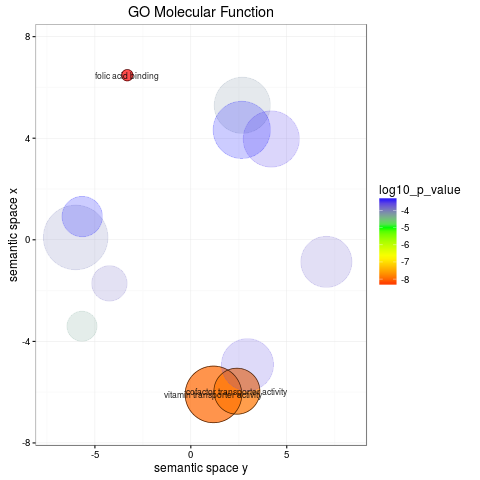 GO Molecular Function
8
4
0
-4
-8
semantic space x
folic acid binding
cofactor transporter activity
vitamin transporter activity
-5
0
5
semantic space y
log10_p_value
-4
-5
-6
-7
-8